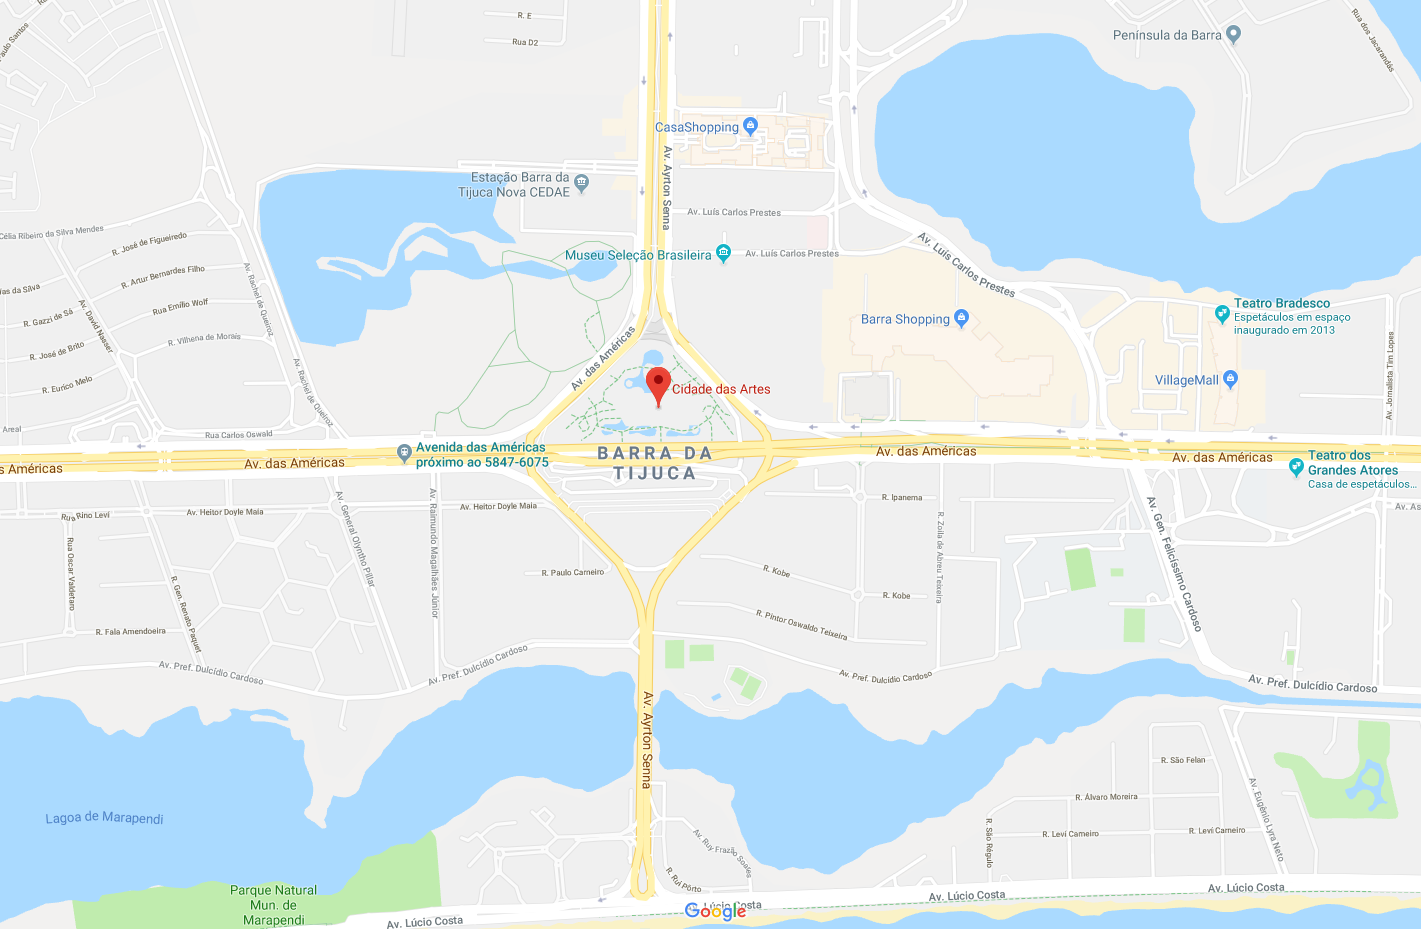 R. E
Rua D2
Península da Barra
Rua dos Jacarandás
Paulo Santos
CasaShopping
Av. Ayrton Senna
Estação Barra da
Tijuca Nova CEDAE
Av. Luís Carlos Prestes
Célia Ribeiro da Silva Mendes
R. José de Figueiredo
Av. Luís Carlos Prestes
Museu Seleção Brasileira
Av. Luís Carlos Prestes
R. Artur Bernardes Filho
Av. Rachel de Queiroz
Rua Emílio Wolf
R. Gazzi de Sá
Av. David Nasser
R. Vilhena de Morais
R. José de Brito
R. Eurico Melo
Av. Rachel de Queiroz
Areal
Rua Carlos Oswald
Av. das Américas
Barra Shopping
Teatro Bradesco
Espetáculos em espaço
inaugurado em 2013
VillageMall
Av. Jornalista Tim Lopes
Cidade das Artes
BARRA DA
TIJUCA
Avenida das Américas
próximo ao 5847-6075
s Américas
Av. das Américas
Av. das Américas
Av. das Américas
Teatro dos
Grandes Atores
Casa de espetáculos...
Av. As
Rino Levi
Av. Heitor Doyle Maia
Av. General Olyntho Pillar
Av. Raimundo Magalhães Júnior
Av. Heitor Doyle Maia
R. Ipanema
R. Zoila de Abreu Teixeira
Av. Gen. Felicíssimo Cardoso
Rua Oscar Valdetaro
R. Gen. Renato Paquet
R. Paulo Carneiro
R. Kobe
R. Kobe
R. Fala Amendoeira
R. Pintor Oswaldo Teixeira
Av. Pref. Dulcídio Cardoso
Av. Pref. Dulcídio Cardoso
Av. Pref. Dulcídio Cardoso
Av. Pref. Dulcídio Cardoso
Av. Ayrton Senna
Lagoa de Marapendi
R. São Felan
R. Álvaro Moreira
Av. Eugênio Lyra Neto
R. São Régulo
R. Levi Carneiro
R. Levi Carneiro
Av. Ruy Frazão Soares
R. Rui Pôrto
Parque Natural
Mun. de
Marapendi
Av. Lúcio Costa
Av. Lúcio Costa
Av. Lúcio Costa
Google